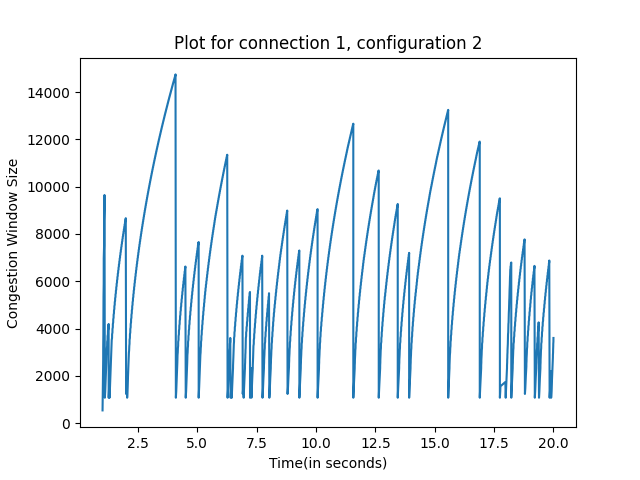 Plot for connection 1, configuration 2
14000
12000
10000
8000
6000
4000
2000
0
Congestion Window Size
2.5 5.0 7.5 10.0 12.5 15.0 17.5 20.0
Time(in seconds)